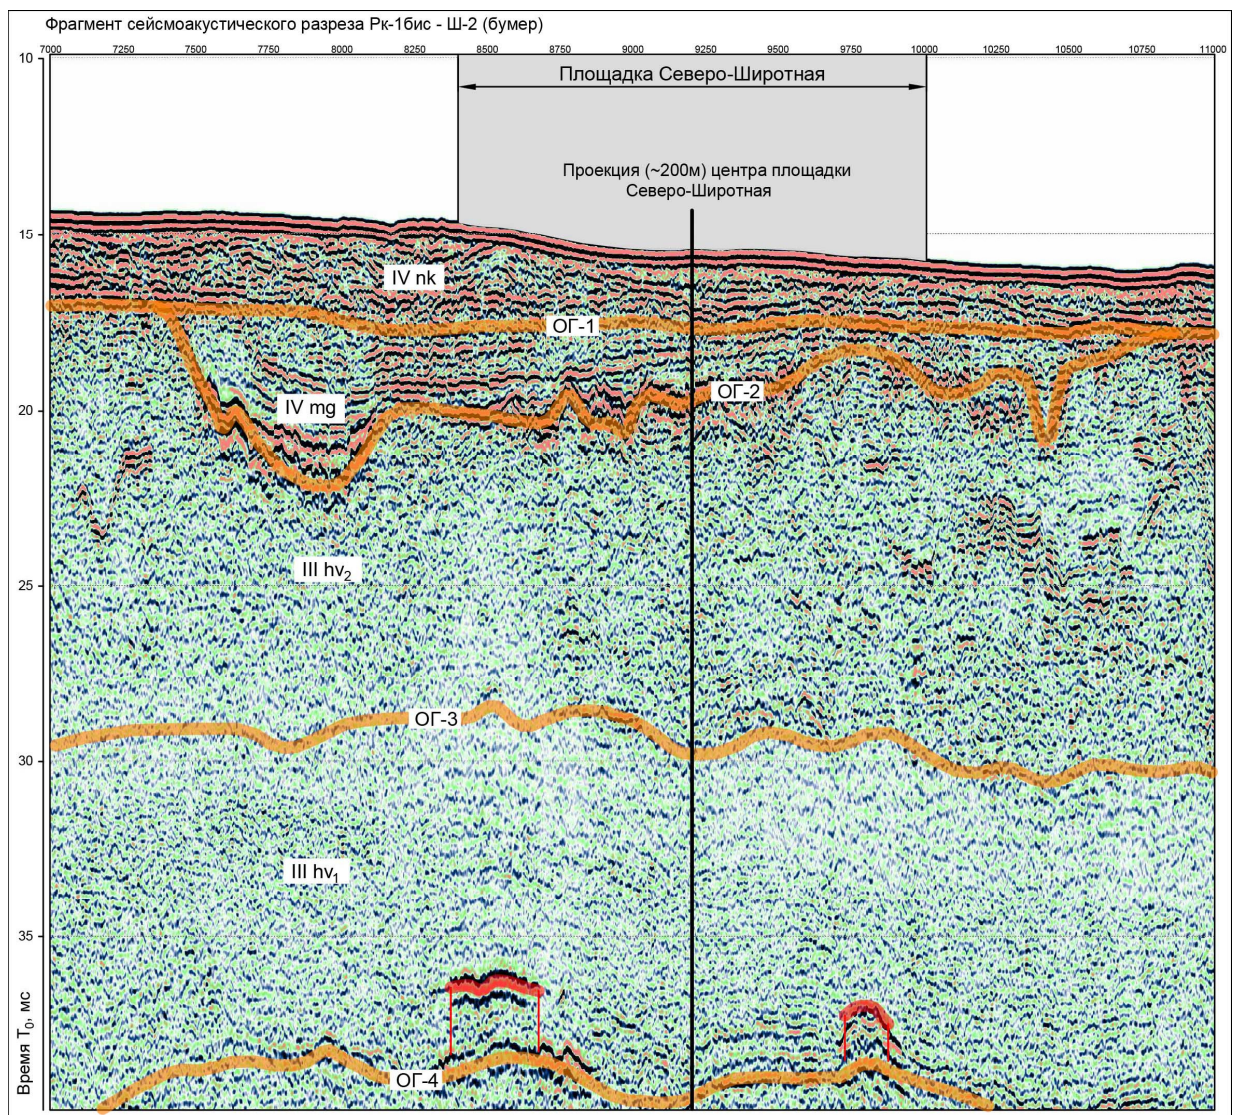 Фрагмент сейсмоакустического разреза Рк-1бис - Ш-2 (бумер)
7000 7250 7500 7750 8000 8250 8500 8750 9000 9250 9500 9750 10000 10250 10500 10750 11000
10
Площадка Северо-Широтная
Проекция (~200м) центра площадки
Северо-Широтная
15
IV nk
ОГ-1
ОГ-2
IV mg
20
III hv₂
25
ОГ-3
30
III hv₁
35
ОГ-4
Время T₀, мс